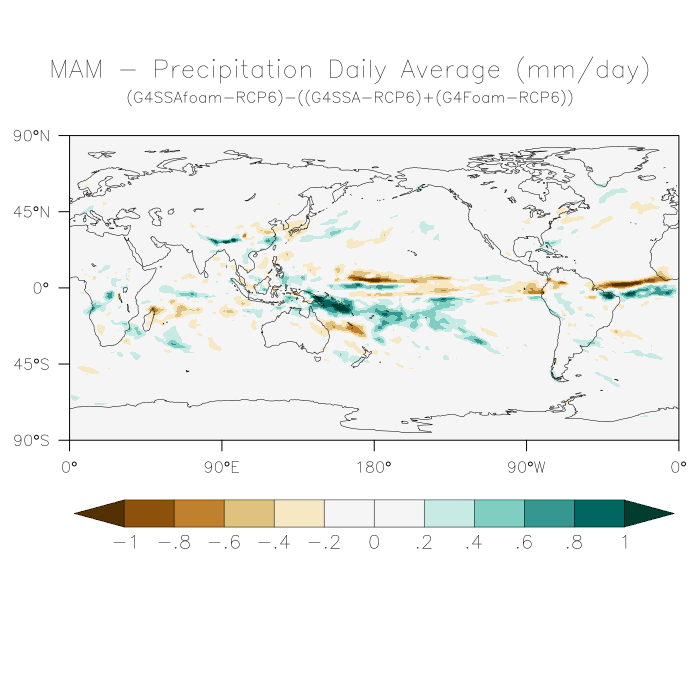 MAM − Precipitation Daily Average (mm/day)
(G4SSAfoam−RCP6)−((G4SSA−RCP6)+(G4Foam−RCP6))
90°N
45°N
0°
45°S
90°S
0° 90°E 180° 90°W 0°
−1 −.8 −.6 −.4 −.2 0 .2 .4 .6 .8 1